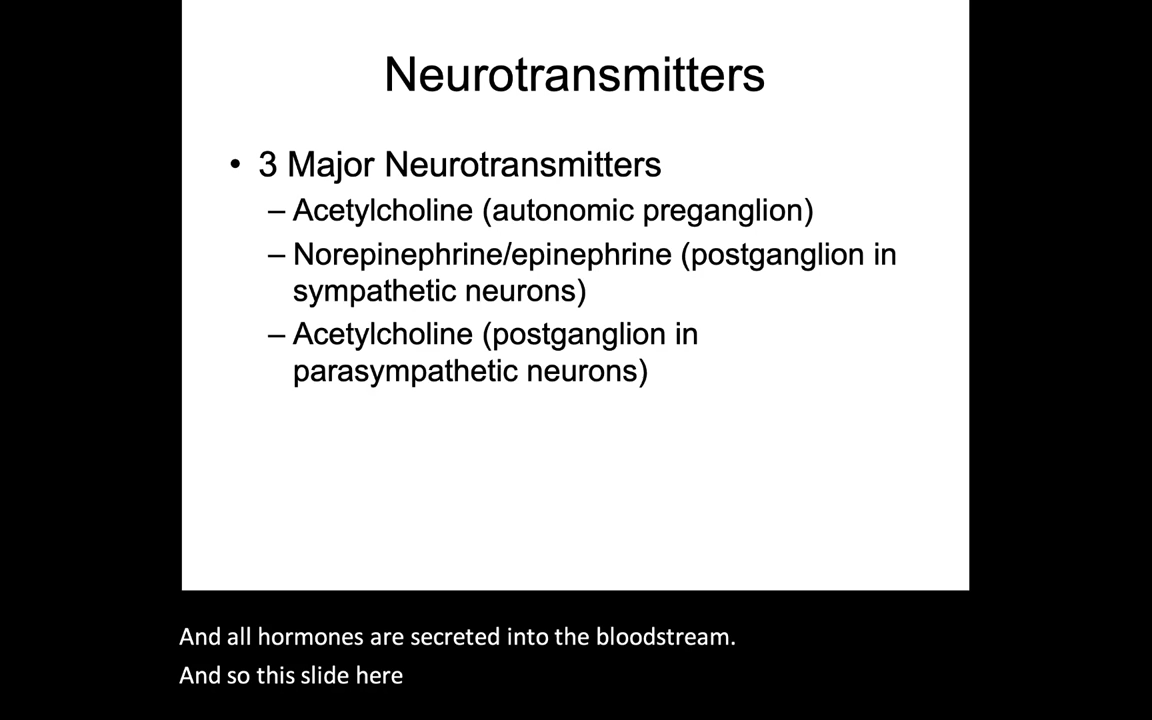 Neurotransmitters
• 3 Major Neurotransmitters
– Acetylcholine (autonomic preganglion)
– Norepinephrine/epinephrine (postganglion in
sympathetic neurons)
– Acetylcholine (postganglion in
parasympathetic neurons)
And all hormones are secreted into the bloodstream.
And so this slide here